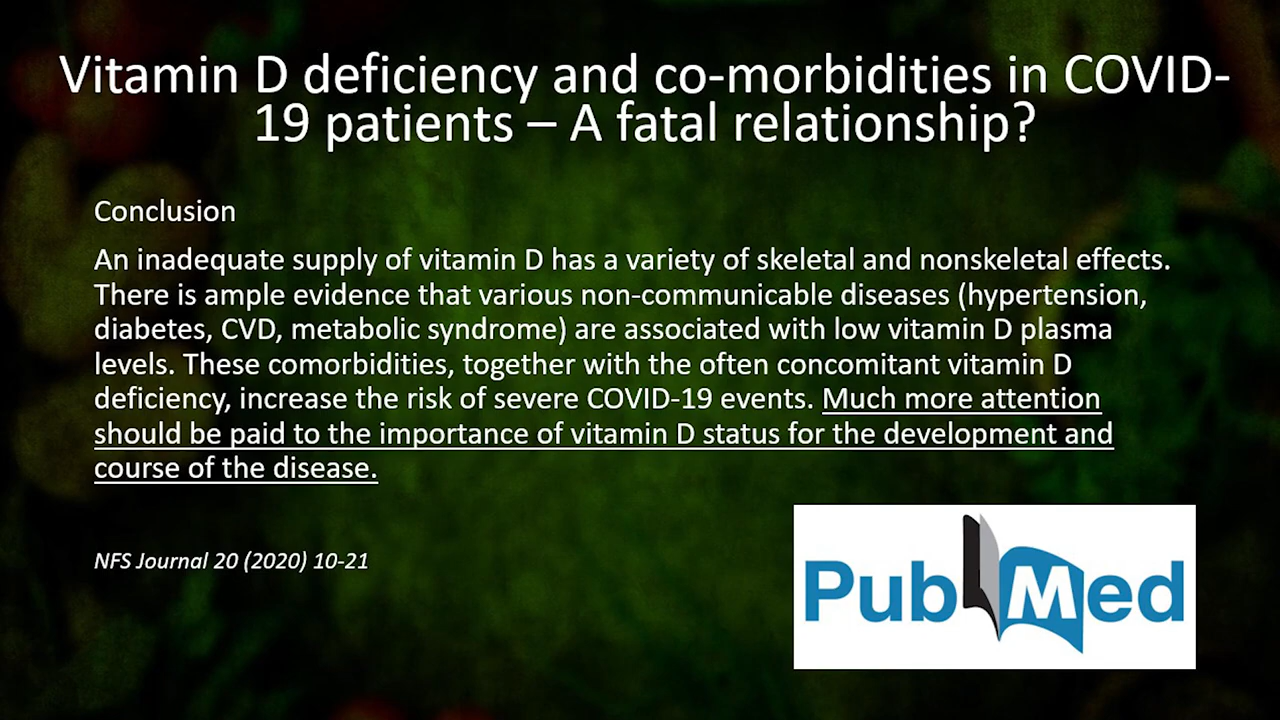 Vitamin D deficiency and co-morbidities in COVID-
19 patients – A fatal relationship?
Conclusion
An inadequate supply of vitamin D has a variety of skeletal and nonskeletal effects.
There is ample evidence that various non-communicable diseases (hypertension,
diabetes, CVD, metabolic syndrome) are associated with low vitamin D plasma
levels. These comorbidities, together with the often concomitant vitamin D
deficiency, increase the risk of severe COVID-19 events. Much more attention
should be paid to the importance of vitamin D status for the development and
course of the disease.
NFS Journal 20 (2020) 10-21
PubMed